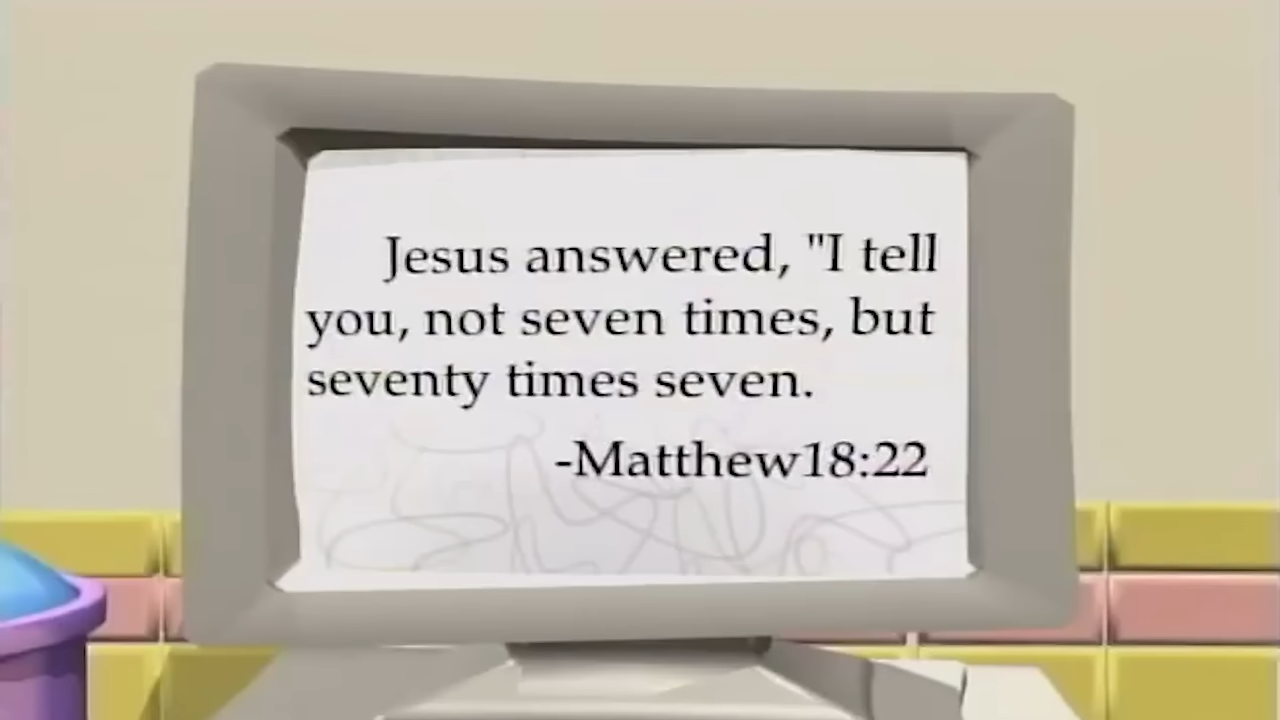 Jesus answered, "I tell
you, not seven times, but
seventy times seven.
-Matthew18:22